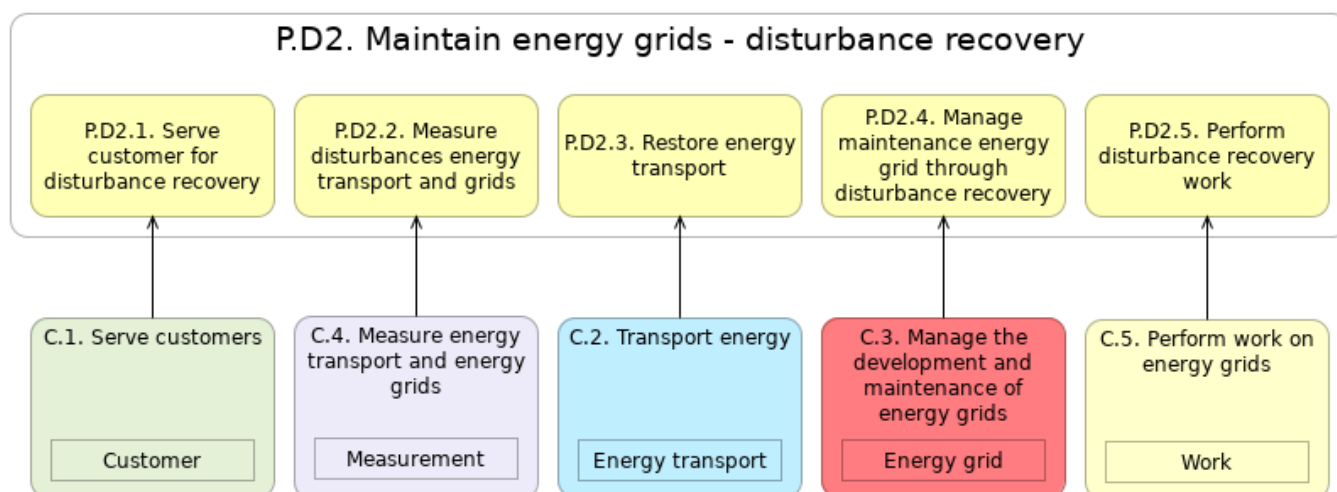 P.D2. Maintain energy grids - disturbance recovery
P.D2.1. Serve
customer for
disturbance recovery
P.D2.2. Measure
disturbances energy
transport and grids
P.D2.3. Restore energy
transport
P.D2.4. Manage
maintenance energy
grid through
disturbance recovery
P.D2.5. Perform
disturbance recovery
work
C.1. Serve customers
Customer
C.4. Measure energy
transport and energy
grids
Measurement
C.2. Transport energy
Energy transport
C.3. Manage the
development and
maintenance of
energy grids
Energy grid
C.5. Perform work on
energy grids
Work